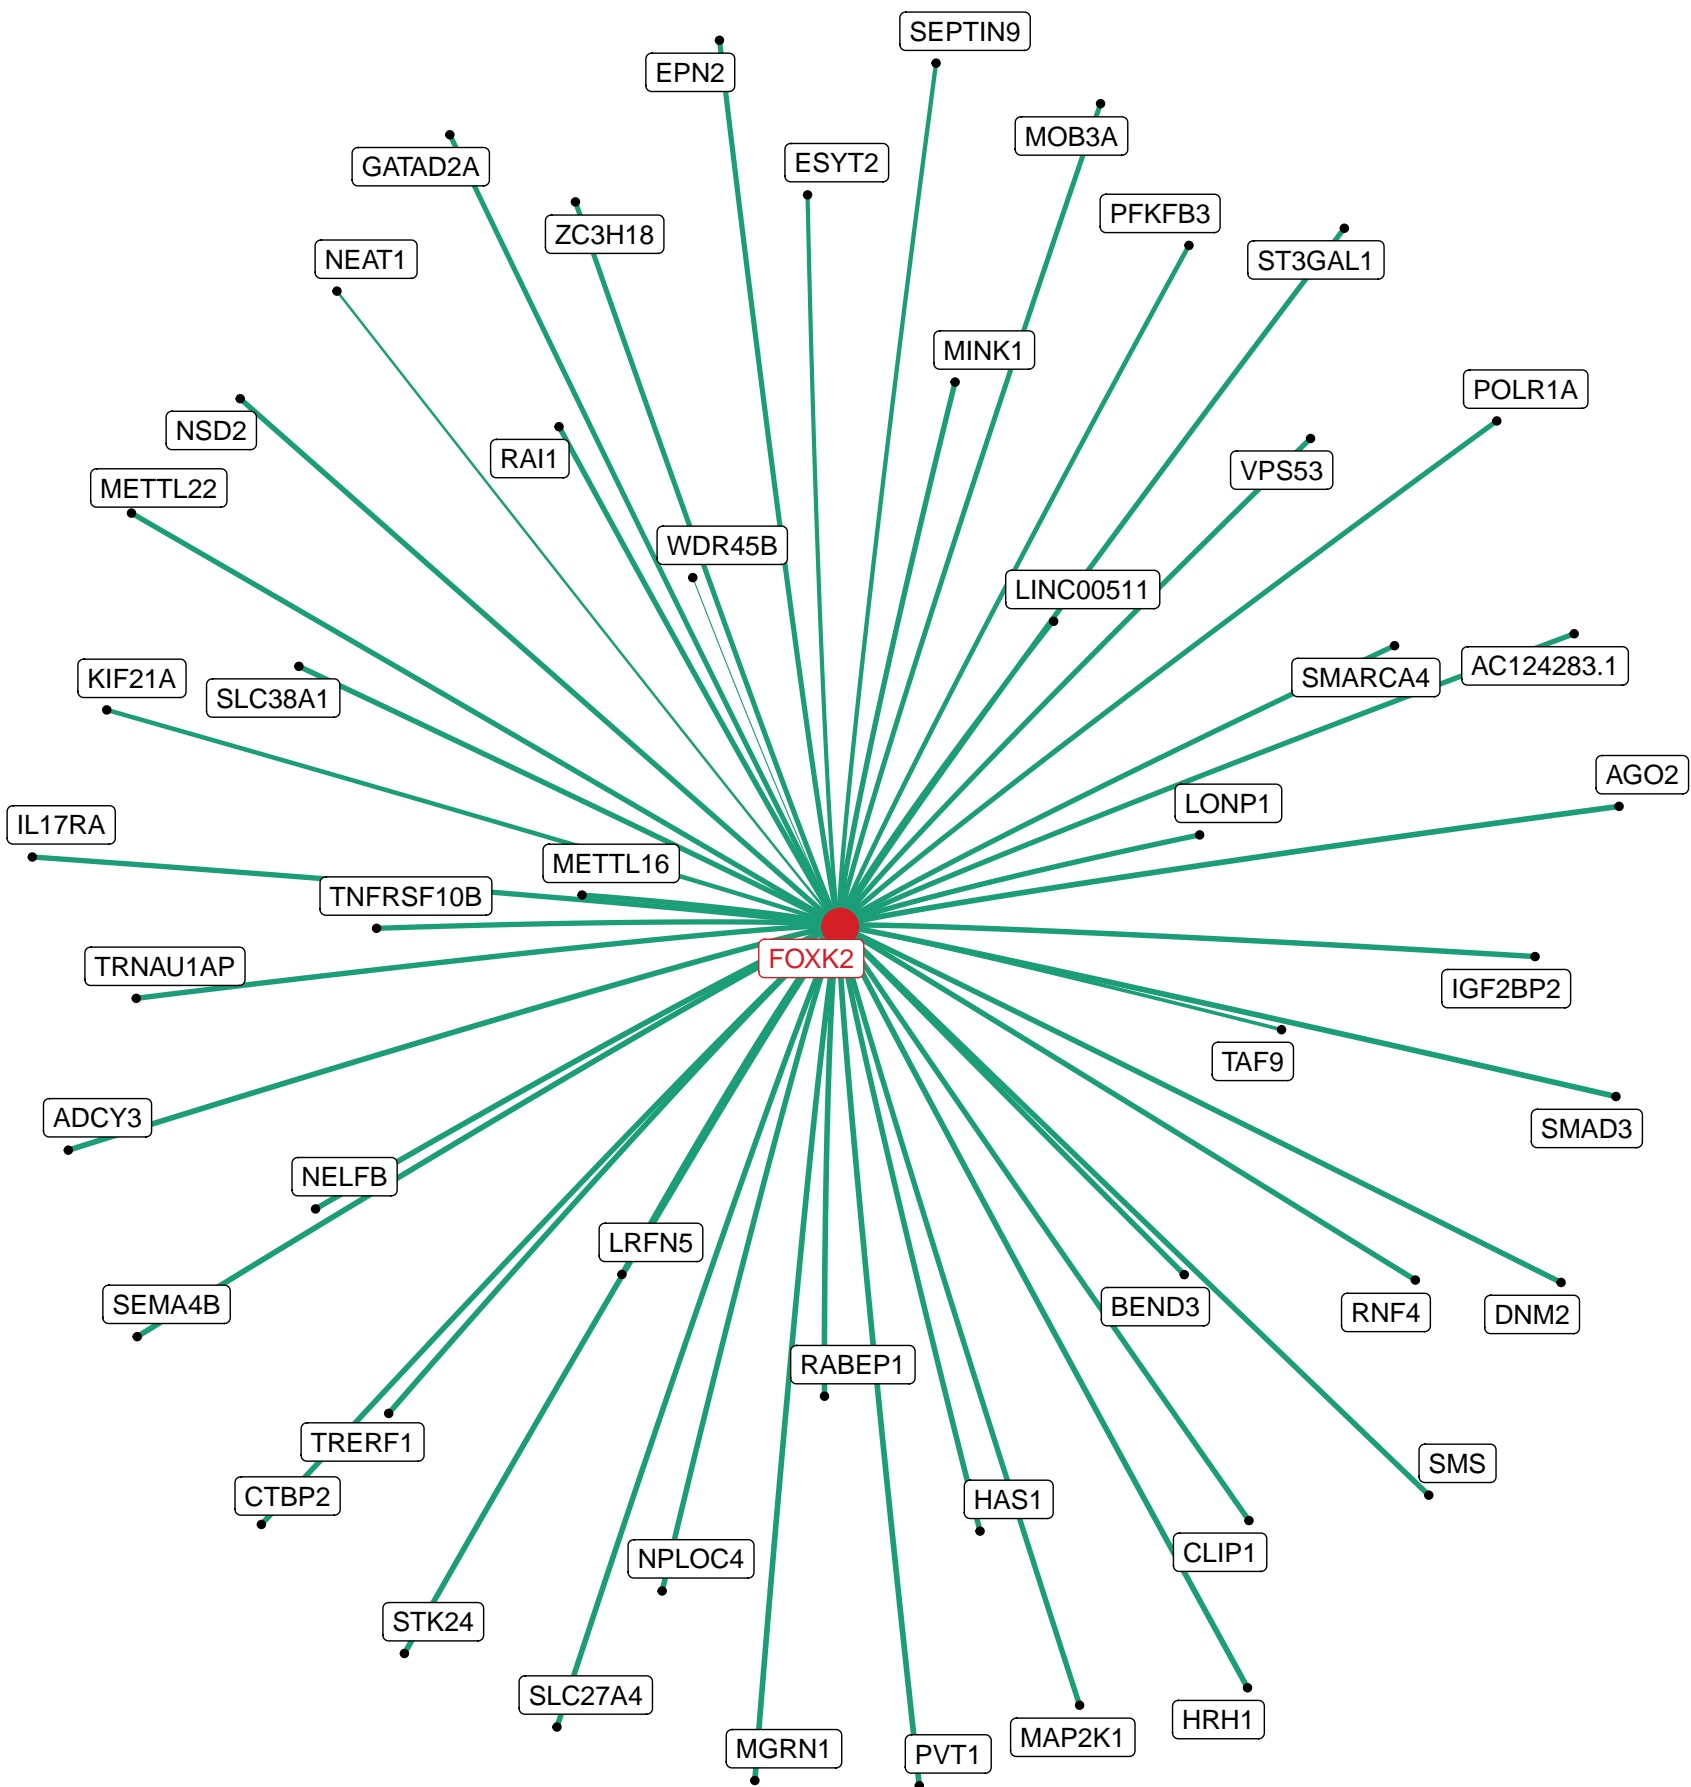 SEPTIN9
EPN2
MOB3A
ESYT2
GATAD2A
PFKFB3
ZC3H18
NEAT1
ST3GAL1
MINK1
POLR1A
NSD2
RAI1
VPS53
METTL22
WDR45B
LINC00511
AC124283.1
KIF21A
SMARCA4
SLC38A1
AGO2
LONP1
IL17RA
METTL16
TNFRSF10B
FOXK2
TRNAU1AP
IGF2BP2
TAF9
ADCY3
SMAD3
NELFB
LRFN5
SEMA4B
BEND3
RNF4
DNM2
RABEP1
TRERF1
SMS
CTBP2
HAS1
CLIP1
NPLOC4
STK24
SLC27A4
HRH1
MAP2K1
MGRN1
PVT1